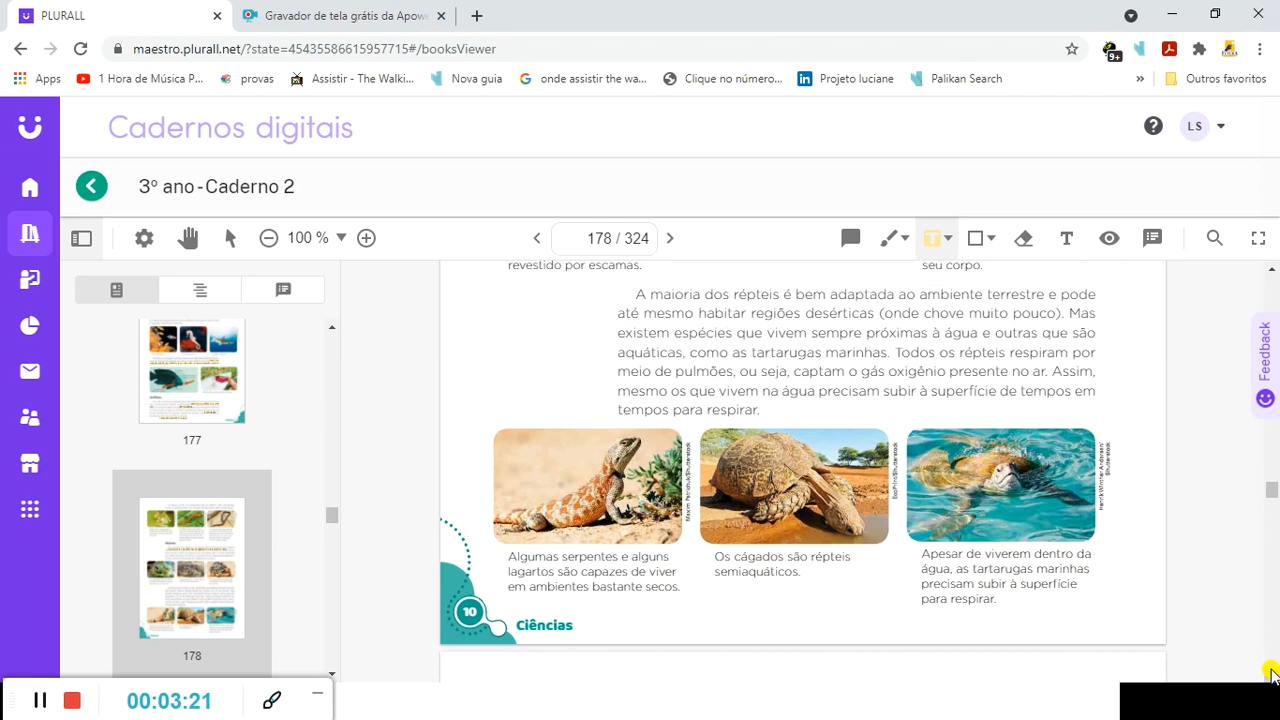 PLURALL
Gravador de tela grátis da Apowe
maestro.plurall.net/?state=45435586615957715#/booksViewer
9+
Apps
1 Hora de Música P...
provas
Assistir - The Walki...
Nova guia
onde assistir the wa...
Clique no número...
Projeto luciane
Palikan Search
»
Outros favoritos
Cadernos digitais
LS
3º ano - Caderno 2
100 %
178 / 324
revestido por escamas.
seu corpo.
A maioria dos répteis é bem adaptada ao ambiente terrestre e pode
até mesmo habitar regiões desérticas (onde chove muito pouco). Mas
existem espécies que vivem sempre próximas à água e outras que são
aquáticas, como as tartarugas marinhas. Todos os répteis respiram por
meio de pulmões, ou seja, captam o gás oxigênio presente no ar. Assim,
mesmo os que vivem na água precisam subir à superfície de tempos em
tempos para respirar.
Maxim Petrichuk/Shutterstock
Algumas serpentes e alguns
lagartos são capazes de viver
em ambientes bastante secos.
Os cágados são répteis
semiaquáticos.
Apesar de viverem dentro da
água, as tartarugas marinhas
precisam subir à superfície
para respirar.
10
Ciências
177
178
Feedback
00:03:21